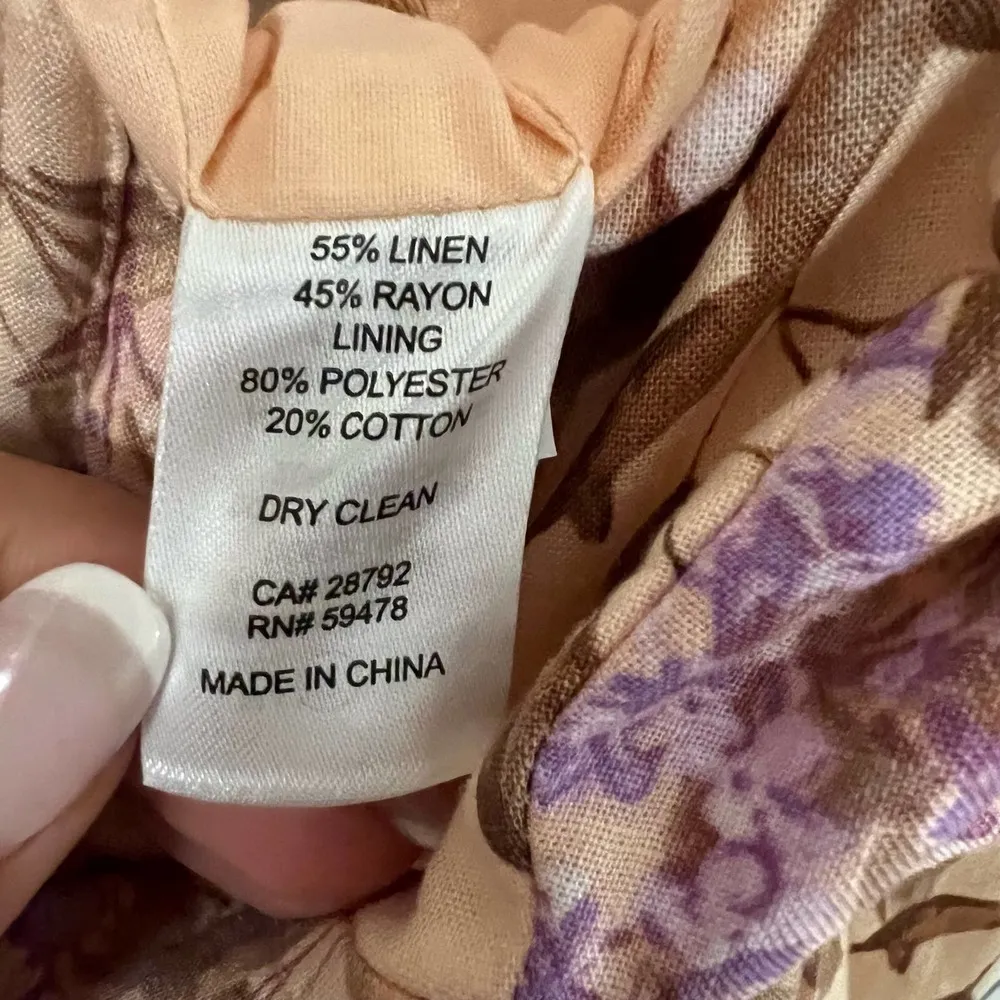 55% LINEN
45% RAYON
LINING
80% POLYESTER
20% COTTON
DRY CLEAN
CA# 28792
RN# 59478
MADE IN CHINA